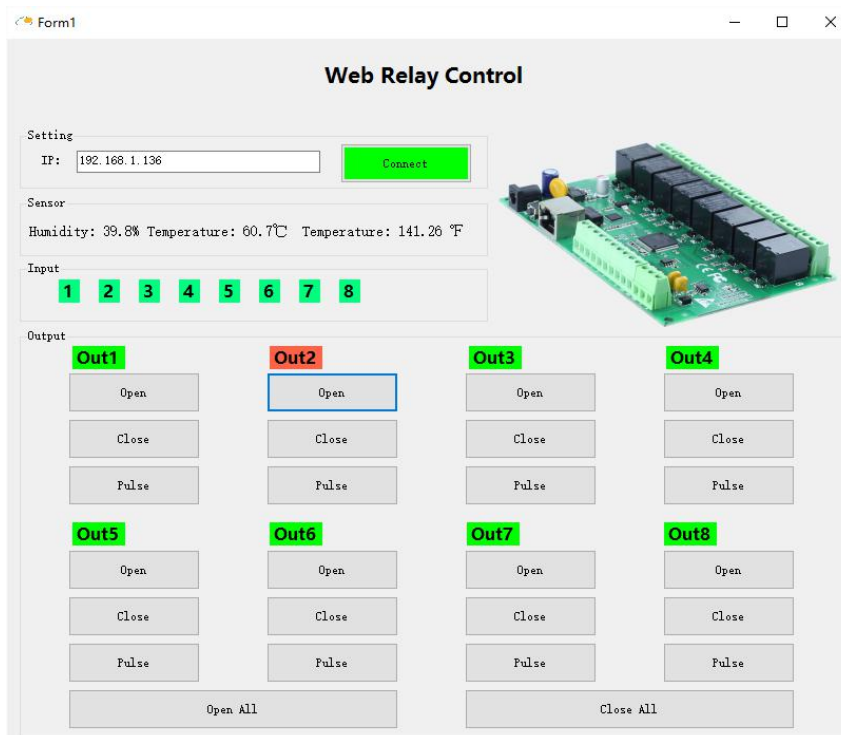 Form1
Web Relay Control
Setting
IP: 192.168.1.136 Connect
Sensor
Humidity: 39.8% Temperature: 60.7℃ Temperature: 141.26 ℉
Input
1 2 3 4 5 6 7 8
Output
Out1 Out2 Out3 Out4
Open Open Open Open
Close Close Close Close
Pulse Pulse Pulse Pulse
Out5 Out6 Out7 Out8
Open Open Open Open
Close Close Close Close
Pulse Pulse Pulse Pulse
Open All Close All